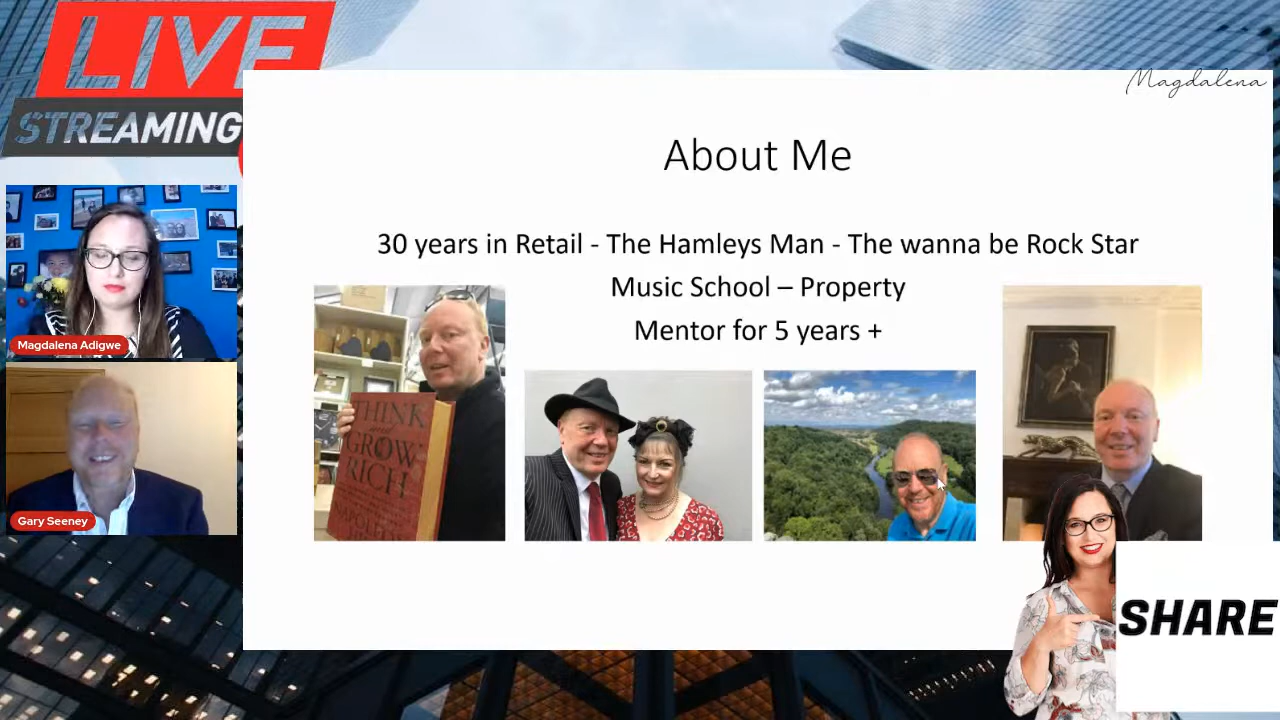 LIVE
STREAMING
Magdalena
About Me
30 years in Retail - The Hamleys Man - The wanna be Rock Star
Music School – Property
Mentor for 5 years +
THINK
and
GROW
RICH
Magdalena Adigwe
Gary Seeney
SHARE